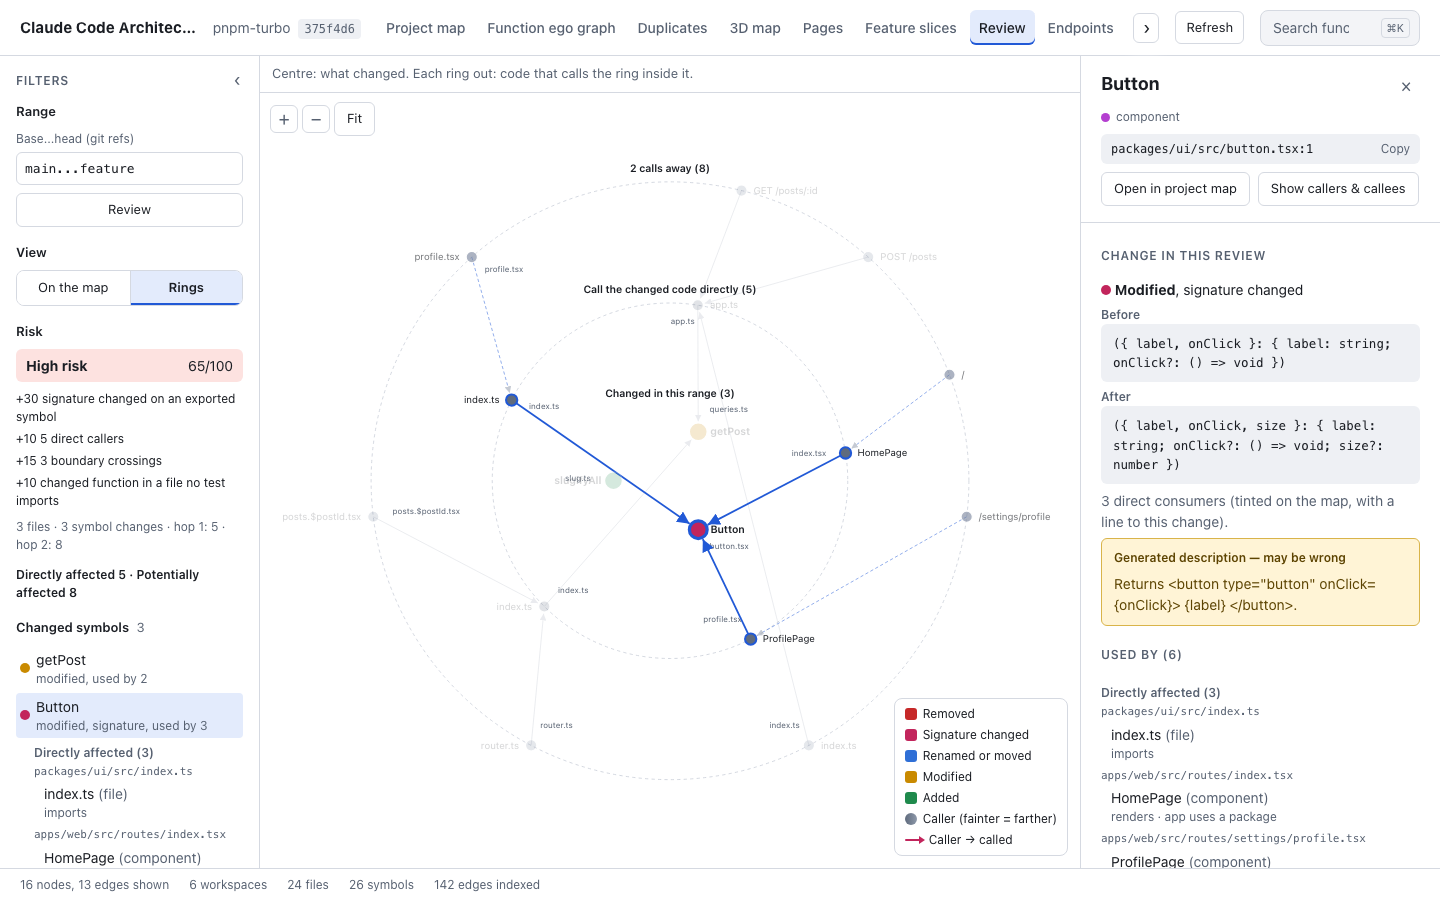 Claude Code Architec...
pnpm-turbo 375f4d6
Project map
Function ego graph
Duplicates
3D map
Pages
Feature slices
Review
Endpoints
›
Refresh
Search func ⌘K
FILTERS ‹
Range
Base...head (git refs)
main...feature
Review
View
On the map
Rings
Risk
High risk 65/100
+30 signature changed on an exported
symbol
+10 5 direct callers
+15 3 boundary crossings
+10 changed function in a file no test
imports
3 files · 3 symbol changes · hop 1: 5 ·
hop 2: 8
Directly affected 5 · Potentially
affected 8
Changed symbols 3
getPost
modified, used by 2
Button
modified, signature, used by 3
Directly affected (3)
packages/ui/src/index.ts
index.ts (file)
imports
apps/web/src/routes/index.tsx
HomePage (component)
Centre: what changed. Each ring out: code that calls the ring inside it.
+
−
Fit
2 calls away (8)
GET /posts/:id
profile.tsx
profile.tsx
POST /posts
Call the changed code directly (5)
app.ts
app.ts
/
Changed in this range (3)
index.ts
index.ts
queries.ts
getPost
index.tsx
HomePage
slug.ts
posts.$postId.tsx
posts.$postId.tsx
/settings/profile
Button
button.tsx
index.ts
index.ts
profile.tsx
ProfilePage
router.ts
router.ts
index.ts
index.ts
Removed
Signature changed
Renamed or moved
Modified
Added
Caller (fainter = farther)
Caller → called
Button
×
component
packages/ui/src/button.tsx:1 Copy
Open in project map
Show callers & callees
CHANGE IN THIS REVIEW
Modified, signature changed
Before
({ label, onClick }: { label: string;
onClick?: () => void })
After
({ label, onClick, size }: { label:
string; onClick?: () => void; size?:
number })
3 direct consumers (tinted on the map, with a
line to this change).
Generated description — may be wrong
Returns <button type="button" onClick=
{onClick}> {label} </button>.
USED BY (6)
Directly affected (3)
packages/ui/src/index.ts
index.ts (file)
imports
apps/web/src/routes/index.tsx
HomePage (component)
renders · app uses a package
apps/web/src/routes/settings/profile.tsx
ProfilePage (component)
16 nodes, 13 edges shown
6 workspaces
24 files
26 symbols
142 edges indexed